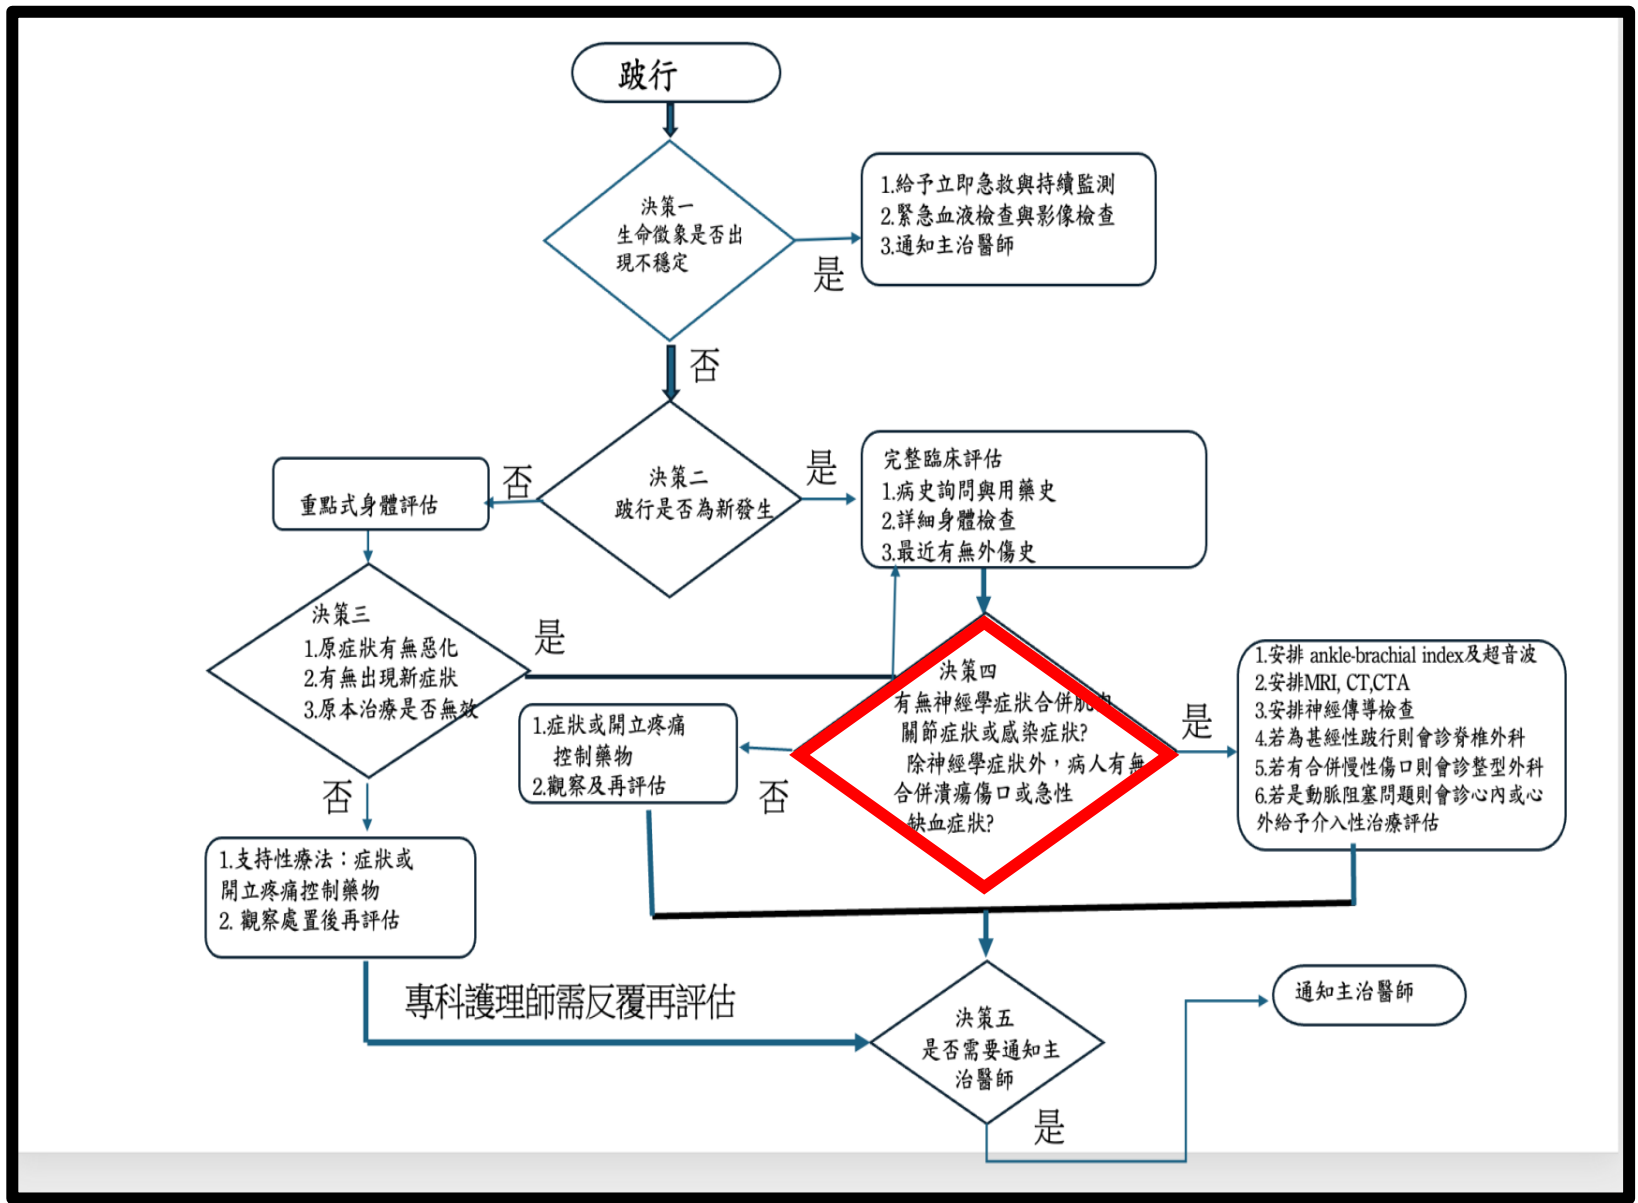 跛行
決策一
生命徵象是否出
現不穩定
是
1.給予立即急救與持續監測
2.緊急血液檢查與影像檢查
3.通知主治醫師
否
決策二
跛行是否為新發生
是
完整臨床評估
1.病史詢問與用藥史
2.詳細身體檢查
3.最近有無外傷史
否
重點式身體評估
決策三
1.原症狀有無惡化
2.有無出現新症狀
3.原本治療是否無效
是
否
1.支持性療法：症狀或
開立疼痛控制藥物
2. 觀察處置後再評估
決策四
有無神經學症狀合併肌肉
關節症狀或感染症狀?
除神經學症狀外，病人有無
合併潰瘍傷口或急性
缺血症狀?
否
1.症狀或開立疼痛
控制藥物
2.觀察及再評估
是
1.安排 ankle-brachial index及超音波
2.安排MRI, CT,CTA
3.安排神經傳導檢查
4.若為甚經性跛行則會診脊椎外科
5.若有合併慢性傷口則會診整型外科
6.若是動脈阻塞問題則會診心內或心
外給予介入性治療評估
專科護理師需反覆再評估
決策五
是否需要通知主
治醫師
是
通知主治醫師